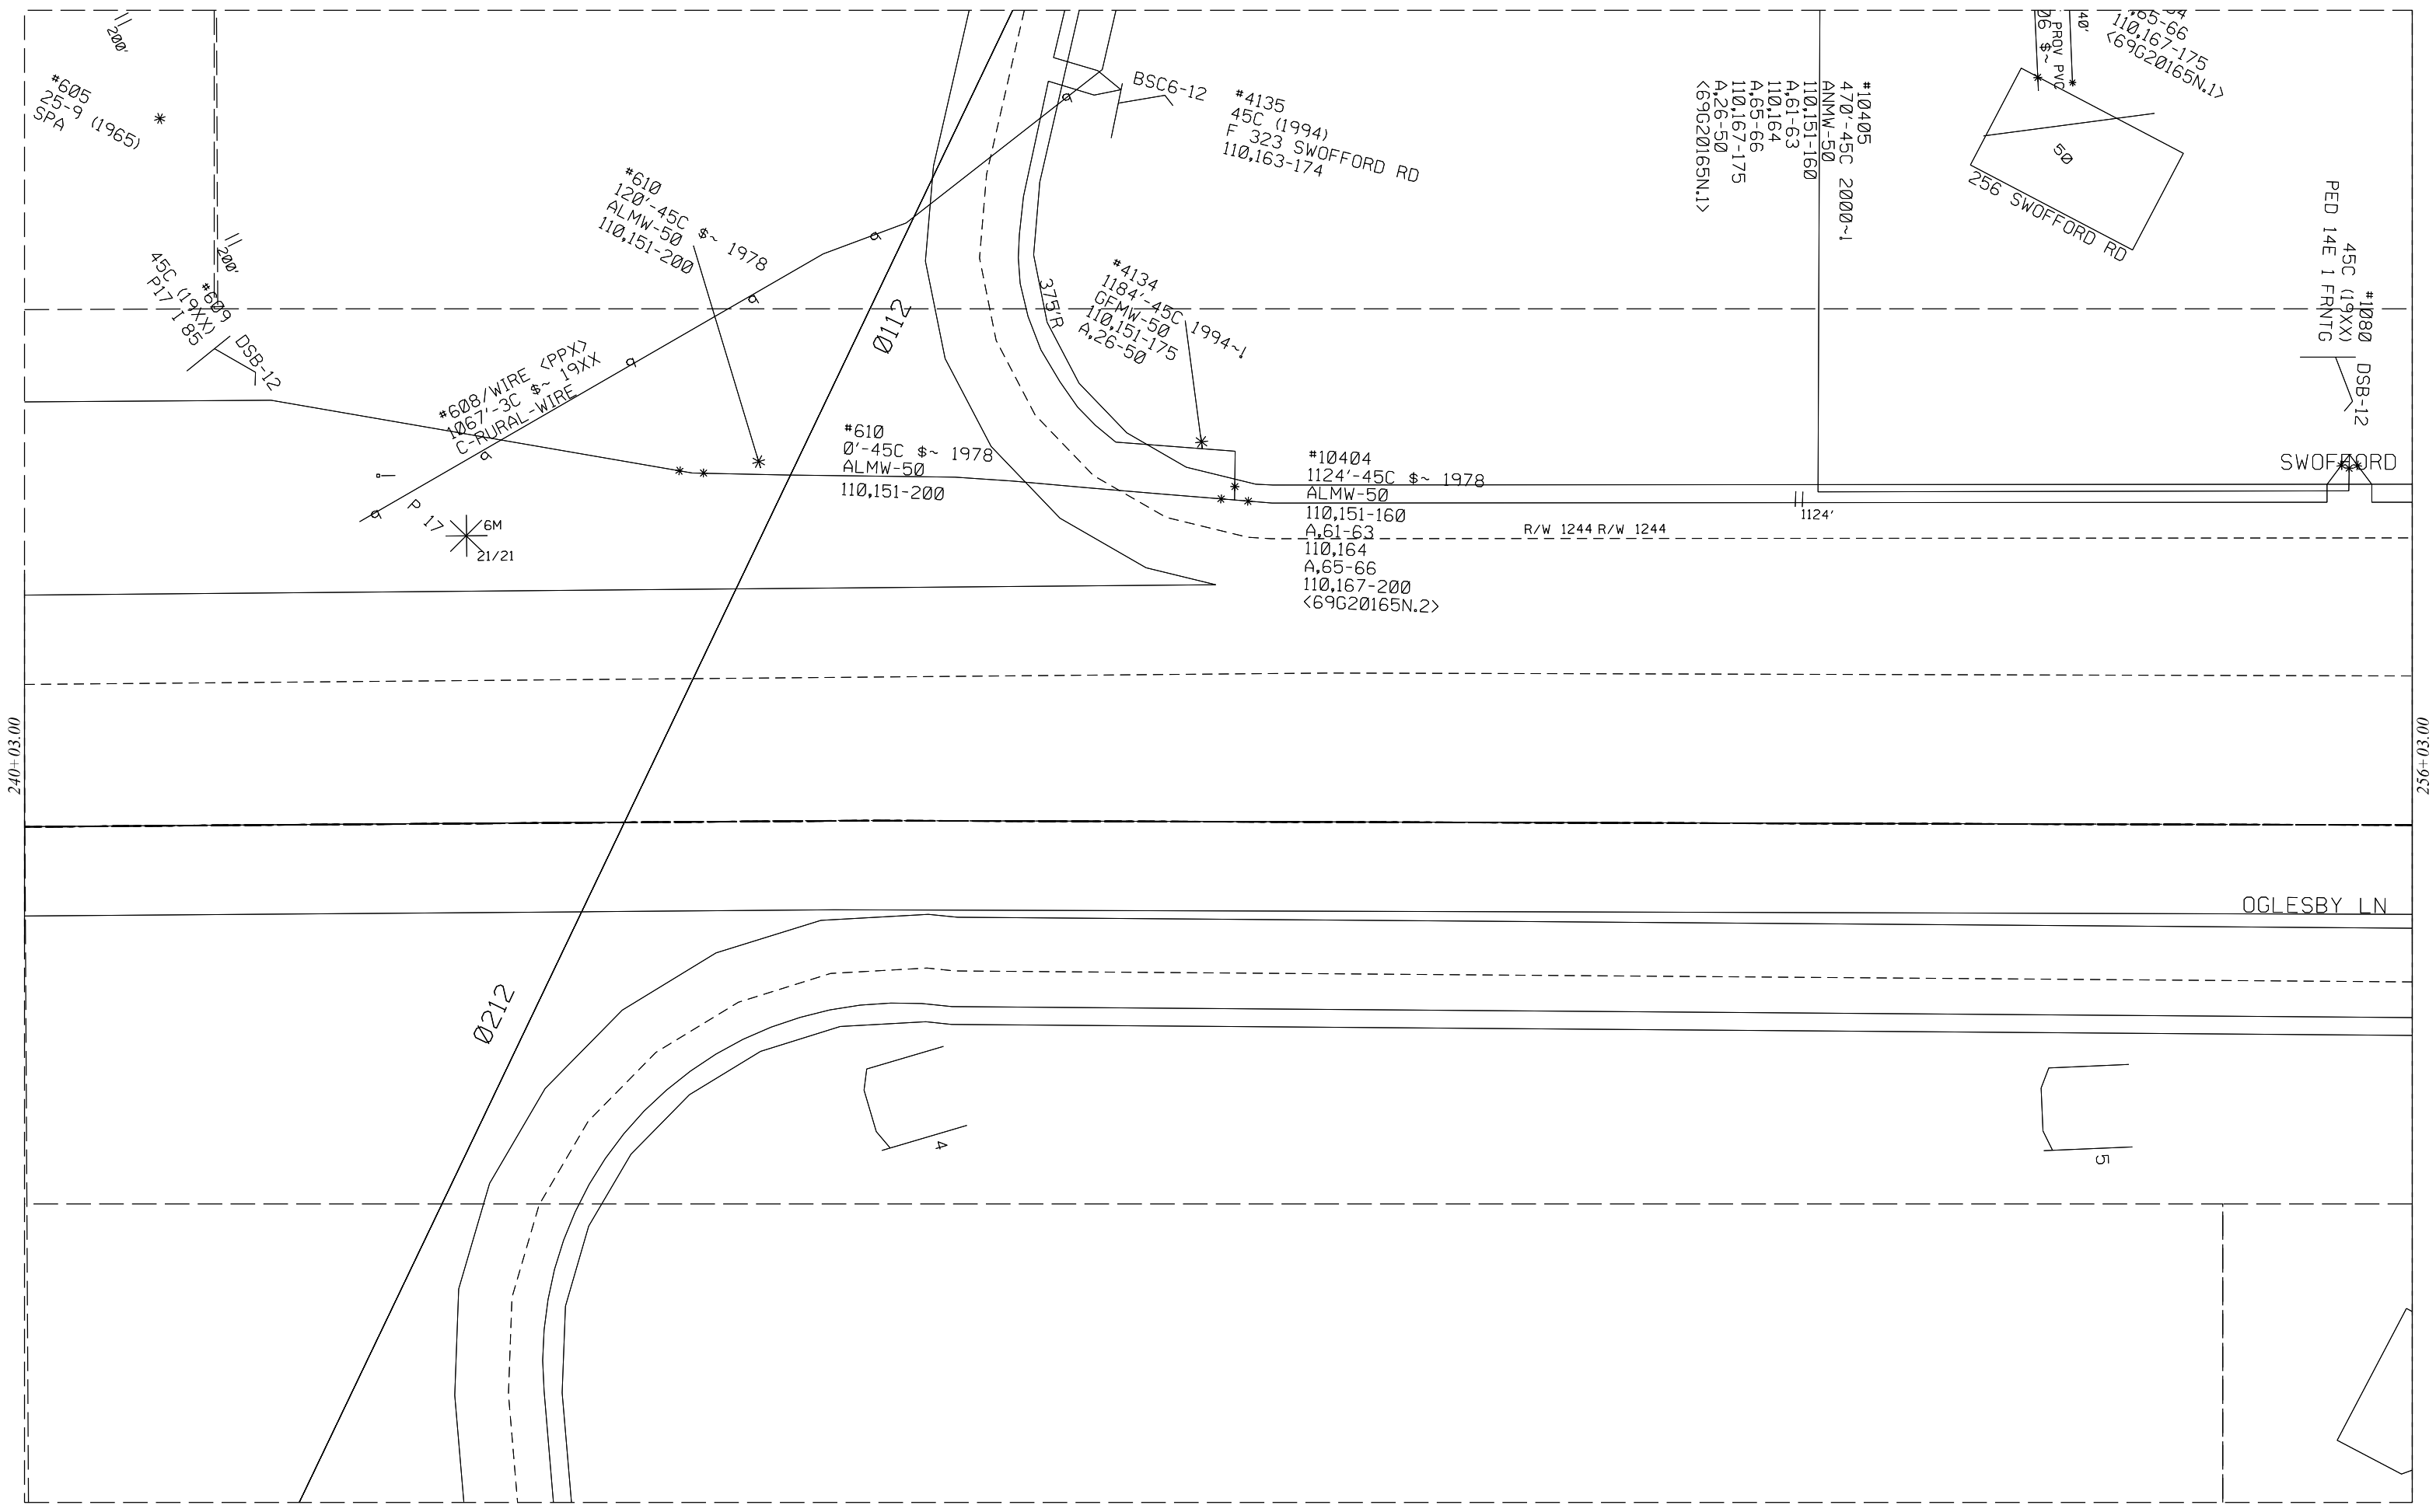 200'
#605
25-9 (1965)
SPA
200'
#609
45C (19XX)
P17 I 85
DSB-12
#610
120'-45C $~ 1978
ALMW-50
110,151-200
#608/WIRE <PPX>
1067'-3C $~ 19XX
C-RURAL-WIRE
P 17
6M
21/21
Ø112
BSC6-12
#4135
45C (1994)
F 323 SWOFFORD RD
110,163-174
375'R
#4134
1184'-45C 1994~!
GFMW-50
110,151-175
A,26-50
#610
0'-45C $~ 1978
ALMW-50
110,151-200
#10404
1124'-45C $~ 1978
ALMW-50
110,151-160
A,61-63
110,164
A,65-66
110,167-200
<69G20165N.2>
#10405
470'-45C 2000~!
ANMW-50
110,151-160
A,61-63
110,164
A,65-66
110,167-175
A,26-50
<69G20165N.1>
06 $~
PROV PVC
40'
65-66
110,167-175
<69G20165N.1>
50
256 SWOFFORD RD
#1080
45C (19XX)
PED 14E 1 FRNTG
DSB-12
SWOFFORD
1124'
R/W 1244 R/W 1244
240+03.00
256+03.00
OGLESBY LN
Ø212
4
5